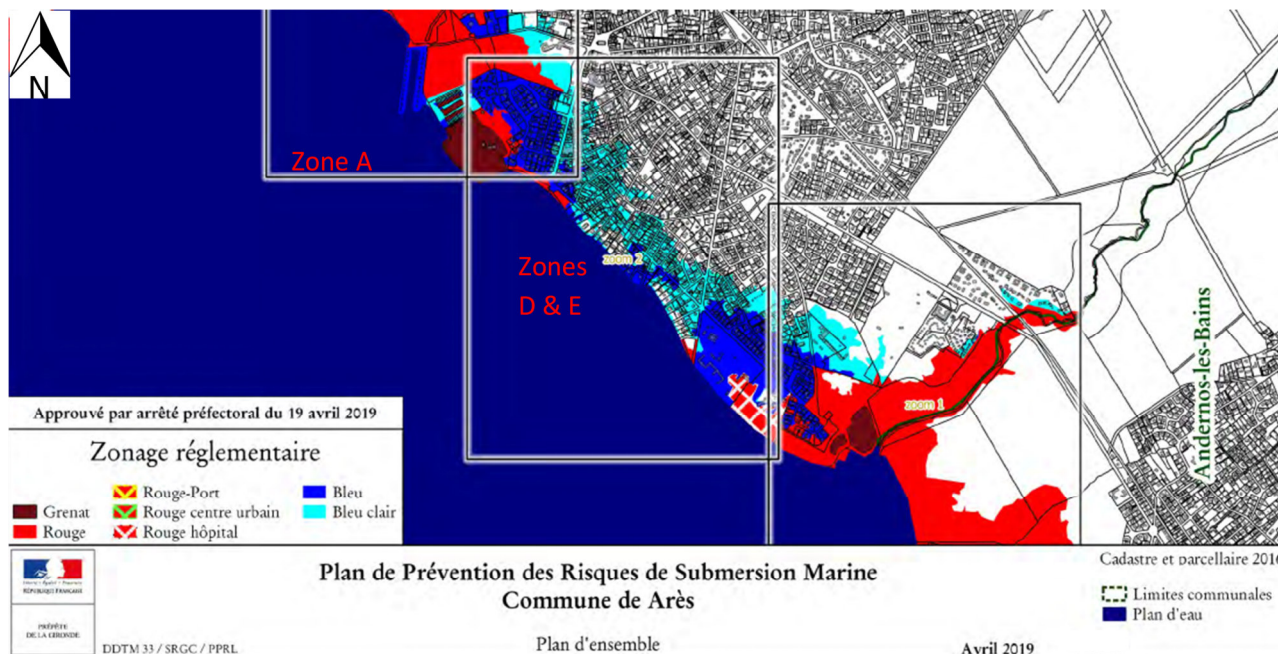 N
Zone A
Zones
D & E
zoom 2
zoom 1
Andernos-les-Bains
Approuvé par arrêté préfectoral du 19 avril 2019
Zonage réglementaire
Grenat
Rouge
Rouge-Port
Rouge centre urbain
Rouge hôpital
Bleu
Bleu clair
RÉPUBLIQUE FRANÇAISE
PRÉFÈTE
DE LA GIRONDE
DDTM 33 / SRGC / PPRL
Plan de Prévention des Risques de Submersion Marine
Commune de Arès
Plan d'ensemble
Avril 2019
Cadastre et parcellaire 2016
Limites communales
Plan d'eau